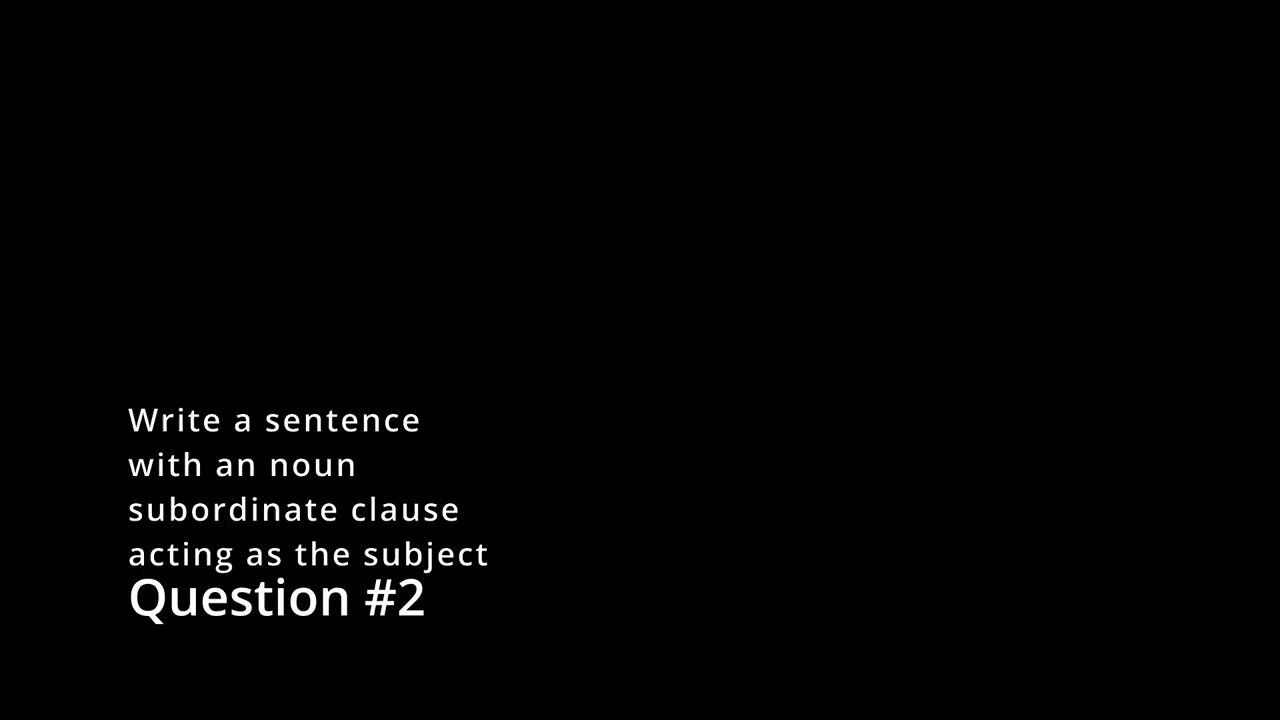 Write a sentence
with an noun
subordinate clause
acting as the subject
Question #2